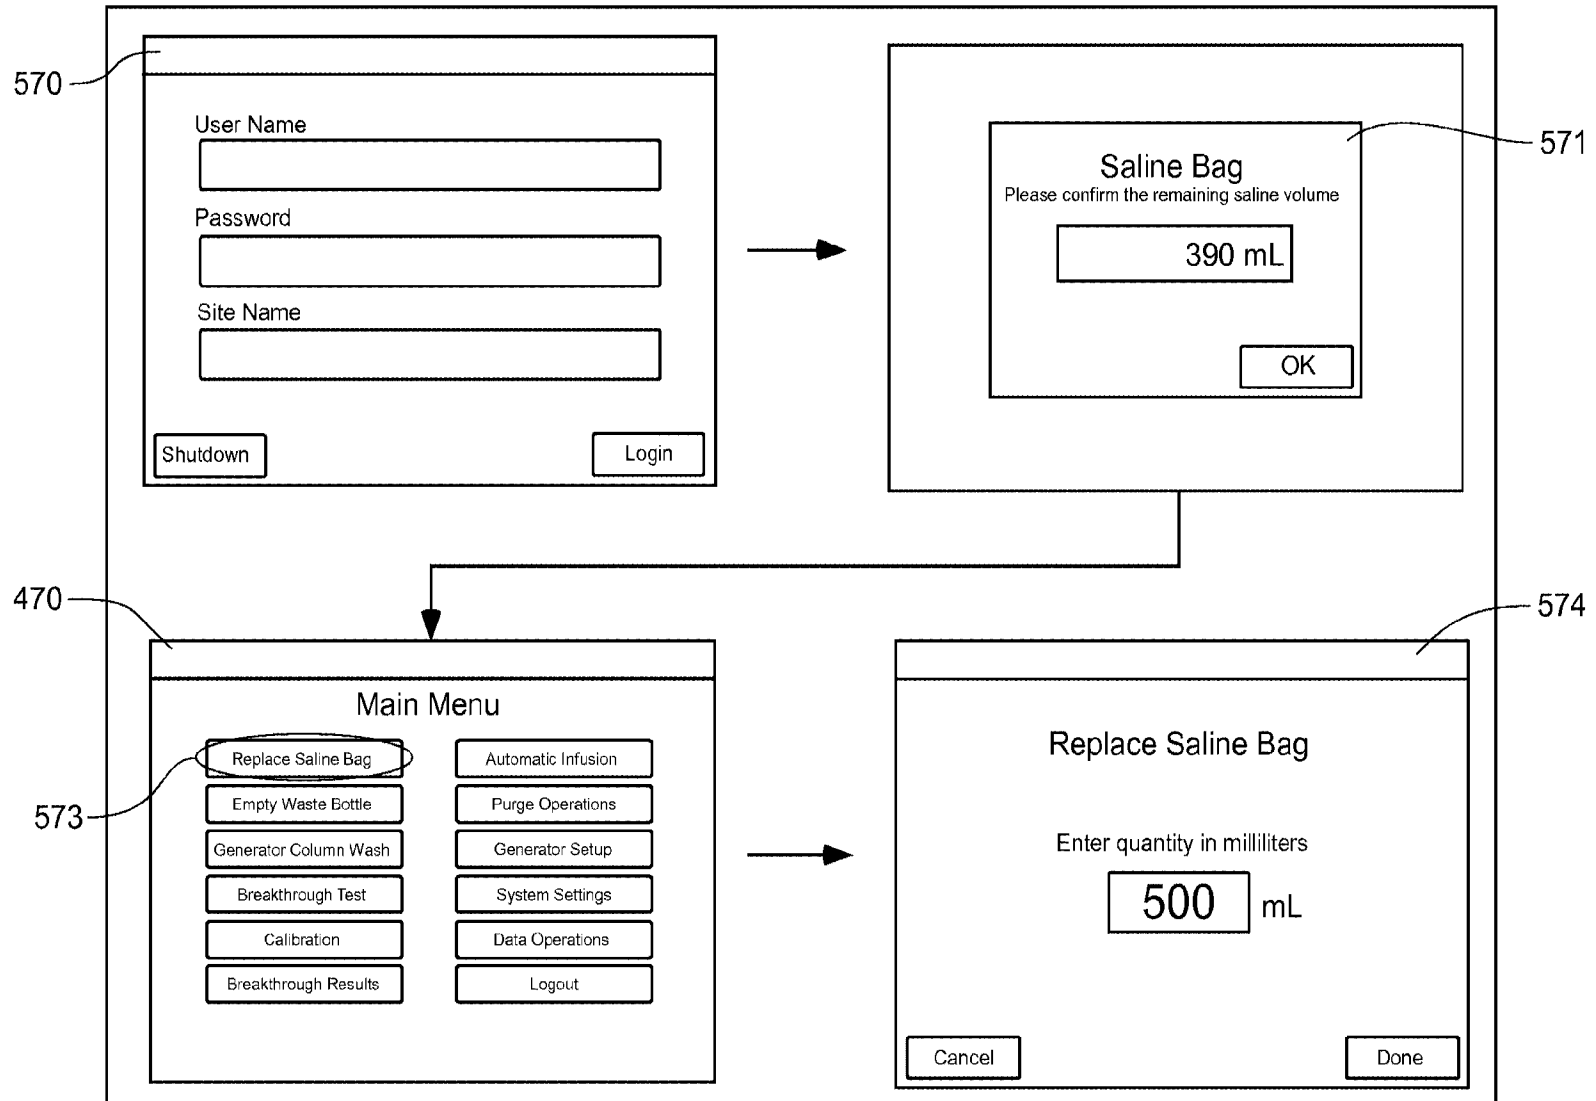 570
User Name
Password
Site Name
Shutdown
Login
571
Saline Bag
Please confirm the remaining saline volume
390 mL
OK
470
Main Menu
573
Replace Saline Bag
Automatic Infusion
Empty Waste Bottle
Purge Operations
Generator Column Wash
Generator Setup
Breakthrough Test
System Settings
Calibration
Data Operations
Breakthrough Results
Logout
574
Replace Saline Bag
Enter quantity in milliliters
500 mL
Cancel
Done